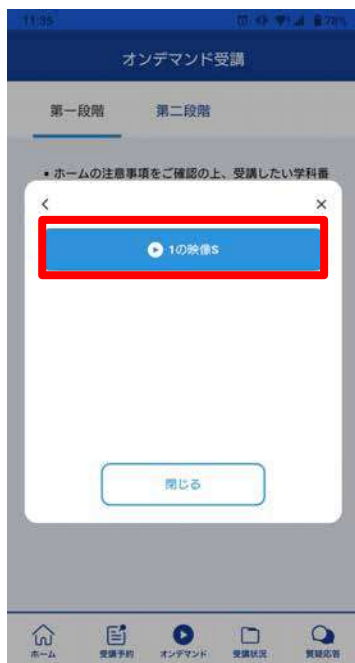 11:35
78%
オンデマンド受講
第一段階 第二段階
• ホームの注意事項をご確認の上、受講したい学科番
1の映像S
閉じる
ホーム 受講予約 オンデマンド 受講状況 質疑応答